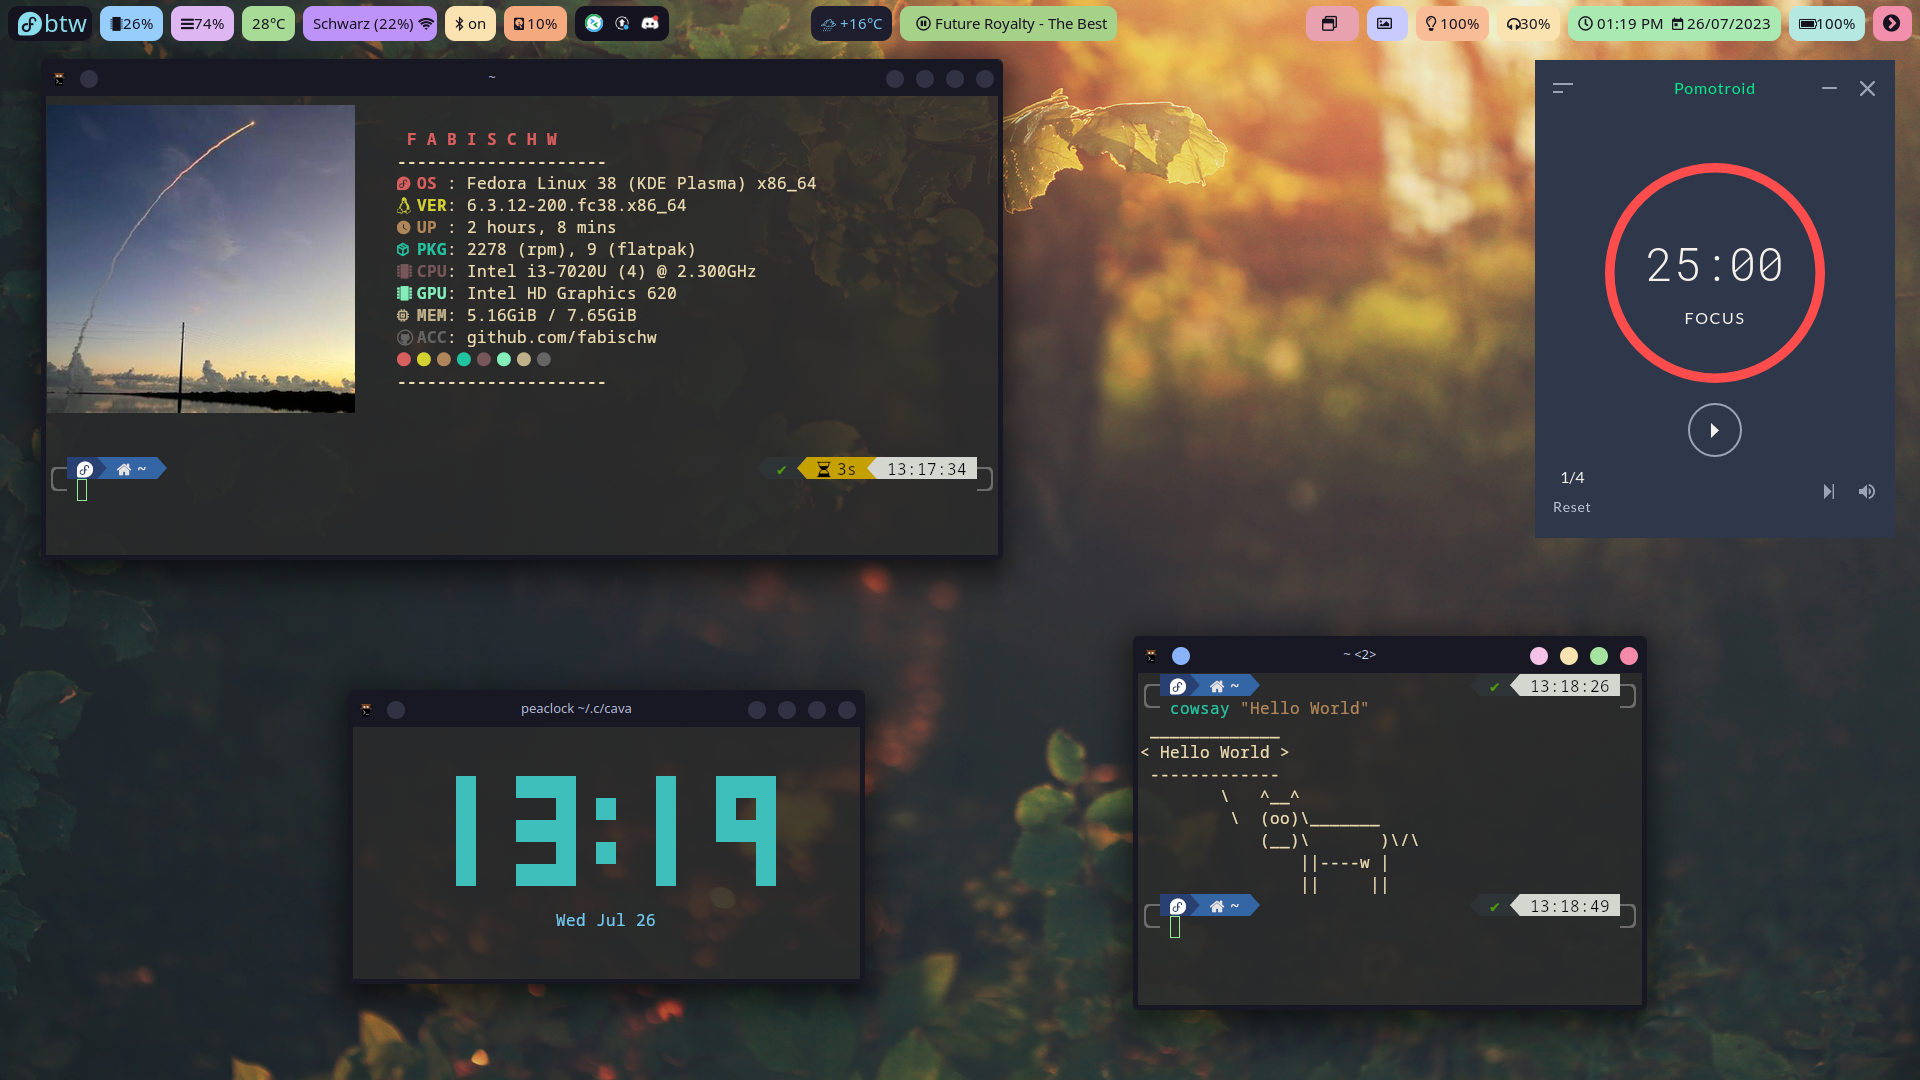 btw 26% 74% 28°C Schwarz (22%) on 10% +16°C Future Royalty - The Best 100% 30% 01:19 PM 26/07/2023 100%
~
F A B I S C H W
---------------------
OS : Fedora Linux 38 (KDE Plasma) x86_64
VER: 6.3.12-200.fc38.x86_64
UP : 2 hours, 8 mins
PKG: 2278 (rpm), 9 (flatpak)
CPU: Intel i3-7020U (4) @ 2.300GHz
GPU: Intel HD Graphics 620
MEM: 5.16GiB / 7.65GiB
ACC: github.com/fabischw
---------------------
~ ✔ 3s 13:17:34
Pomotroid
25:00
FOCUS
1/4
Reset
peaclock ~/.c/cava
13:19
Wed Jul 26
~ <2>
~ ✔ 13:18:26
cowsay "Hello World"
_____________
< Hello World >
-------------
\   ^__^
\  (oo)\_______
(__)\       )\/\
||----w |
||     ||
~ ✔ 13:18:49